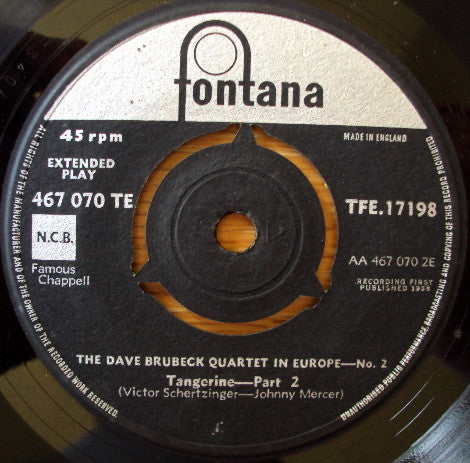 fontana
45 rpm
MADE IN ENGLAND
EXTENDED
PLAY
467 070 TE
TFE.17198
N.C.B.
AA 467 070 2E
Famous
Chappell
RECORDING FIRST
PUBLISHED 1958
THE DAVE BRUBECK QUARTET IN EUROPE—No. 2
Tangerine—Part 2
(Victor Schertzinger—Johnny Mercer)
ALL RIGHTS OF THE MANUFACTURER AND OF THE OWNER OF THE RECORDED WORK RESERVED.
UNAUTHORISED PUBLIC PERFORMANCE, BROADCASTING AND COPYING OF THIS RECORD PROHIBITED.